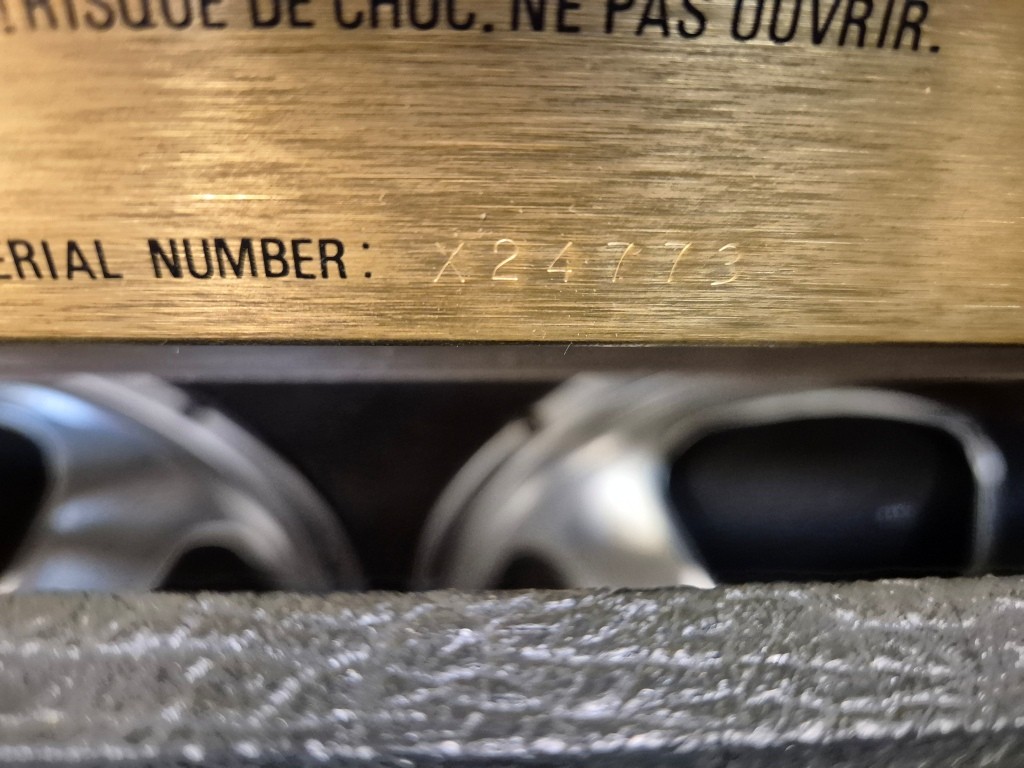 RISQUE DE CHOC. NE PAS OUVRIR.
ERIAL NUMBER: X24773